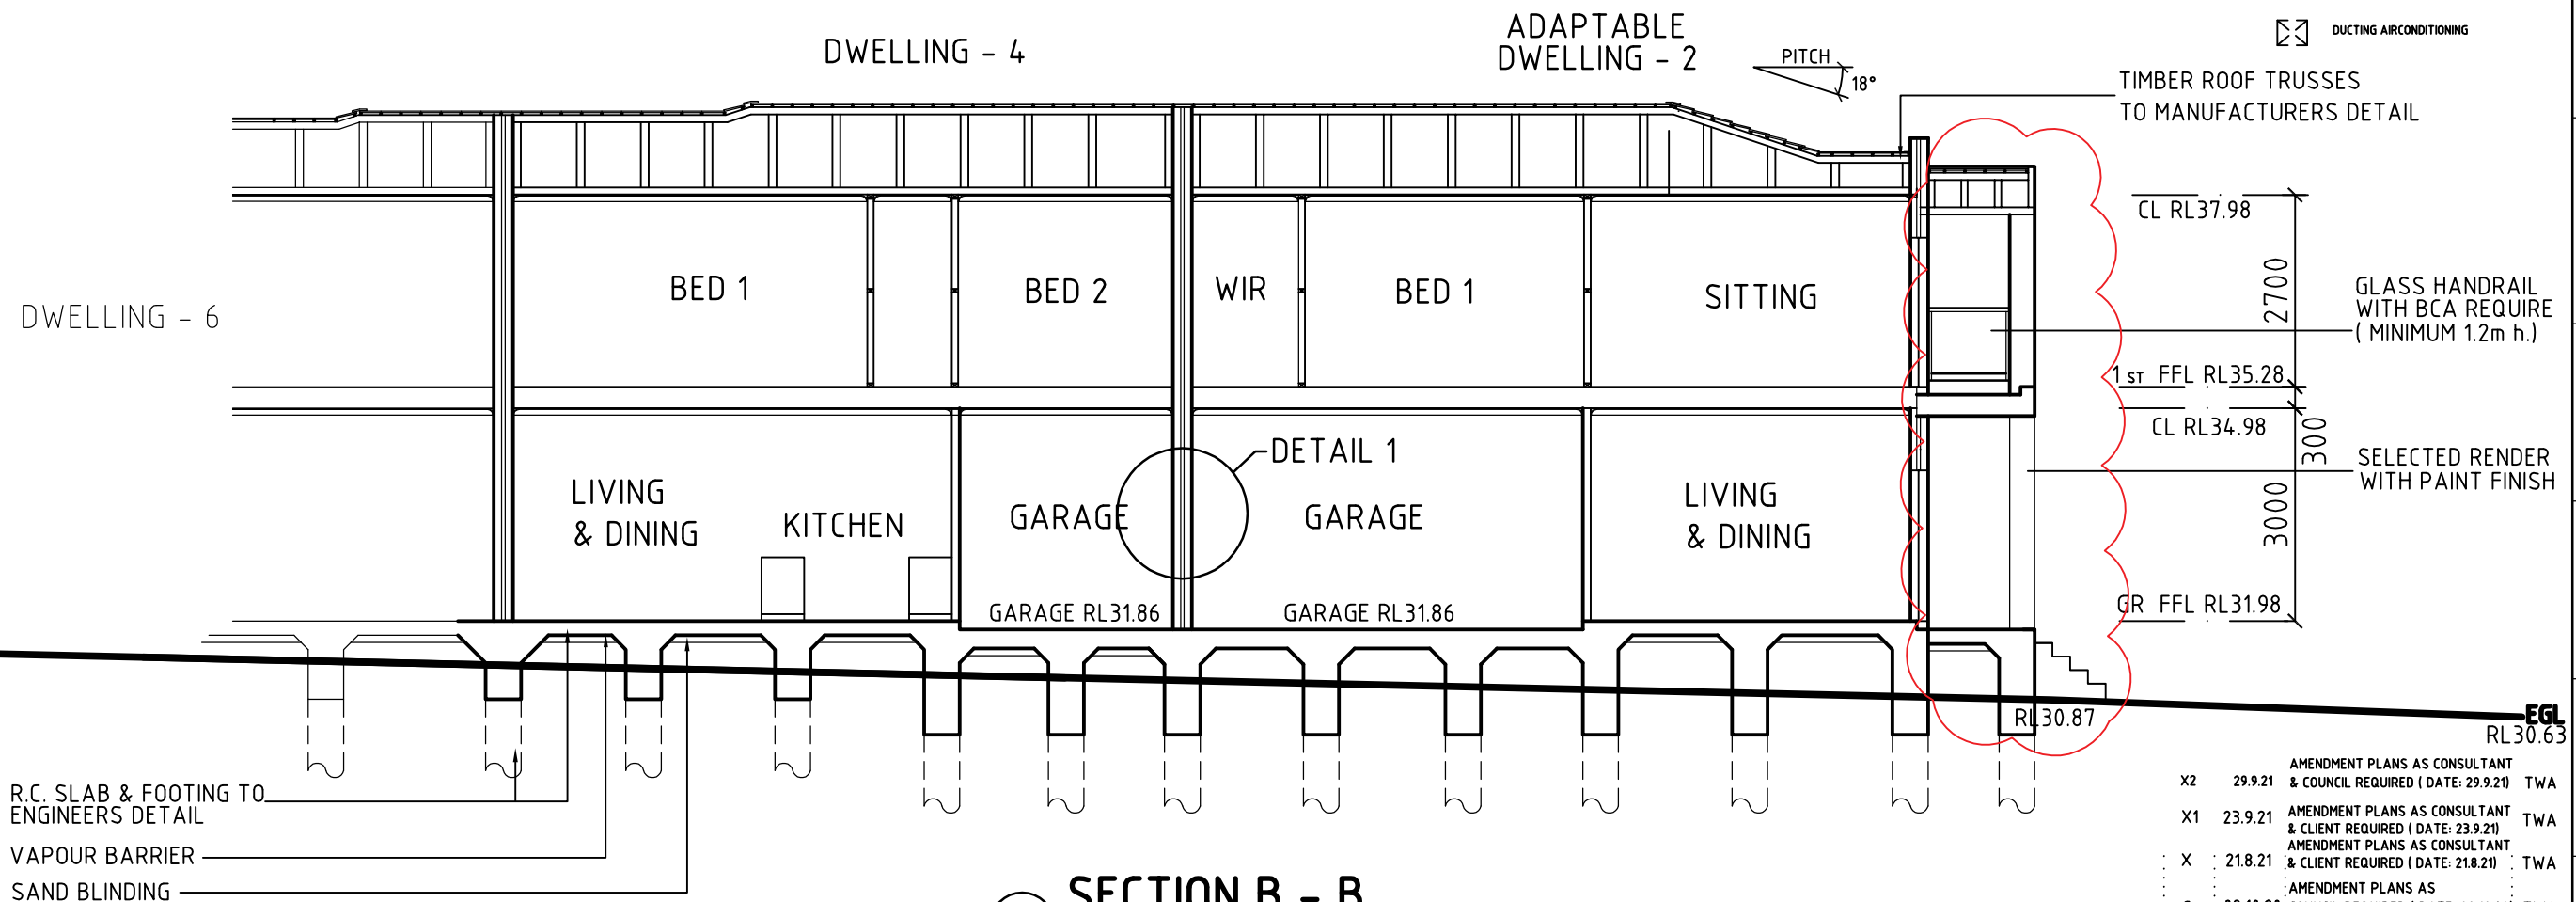 DWELLING - 4
ADAPTABLE
DWELLING - 2
PITCH
18°
DUCTING AIRCONDITIONING
TIMBER ROOF TRUSSES
TO MANUFACTURERS DETAIL
CL RL37.98
2700
GLASS HANDRAIL
WITH BCA REQUIRE
( MINIMUM 1.2m h.)
DWELLING - 6
BED 1
BED 2
WIR
BED 1
SITTING
1 ST FFL RL35.28
CL RL34.98
300
SELECTED RENDER
WITH PAINT FINISH
DETAIL 1
LIVING
& DINING
KITCHEN
GARAGE
GARAGE
LIVING
& DINING
3000
GARAGE RL31.86
GARAGE RL31.86
GR FFL RL31.98
RL30.87
EGL
RL30.63
R.C. SLAB & FOOTING TO
ENGINEERS DETAIL
VAPOUR BARRIER
SAND BLINDING
SECTION B - B
AMENDMENT PLANS AS CONSULTANT
X2 29.9.21 & COUNCIL REQUIRED ( DATE: 29.9.21) TWA
X1 23.9.21 AMENDMENT PLANS AS CONSULTANT TWA
& CLIENT REQUIRED ( DATE: 23.9.21)
AMENDMENT PLANS AS CONSULTANT
X 21.8.21 & CLIENT REQUIRED ( DATE: 21.8.21) TWA
AMENDMENT PLANS AS